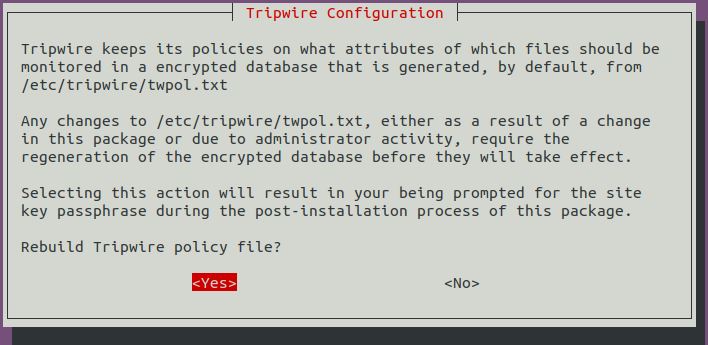 Tripwire Configuration
Tripwire keeps its policies on what attributes of which files should be
monitored in a encrypted database that is generated, by default, from
/etc/tripwire/twpol.txt
Any changes to /etc/tripwire/twpol.txt, either as a result of a change
in this package or due to administrator activity, require the
regeneration of the encrypted database before they will take effect.
Selecting this action will result in your being prompted for the site
key passphrase during the post-installation process of this package.
Rebuild Tripwire policy file?
<Yes> <No>